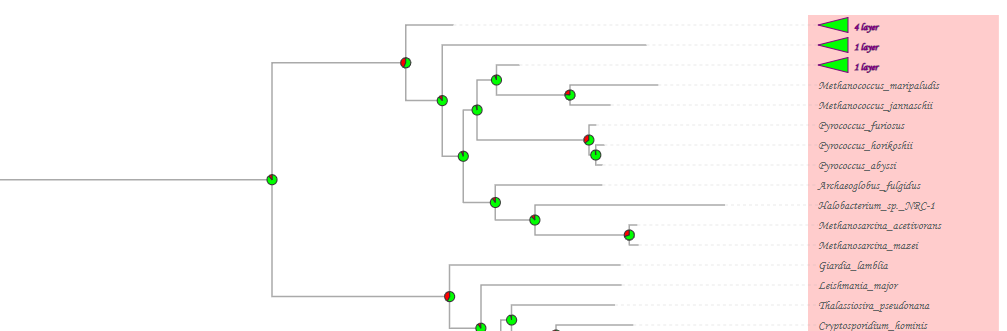 4 layer
1 layer
1 layer
Methanococcus_maripaludis
Methanococcus_jannaschii
Pyrococcus_furiosus
Pyrococcus_horikoshii
Pyrococcus_abyssi
Archaeoglobus_fulgidus
Halobacterium_sp._NRC-1
Methanosarcina_acetivorans
Methanosarcina_mazei
Giardia_lamblia
Leishmania_major
Thalassiosira_pseudonana
Cryptosporidium_hominis